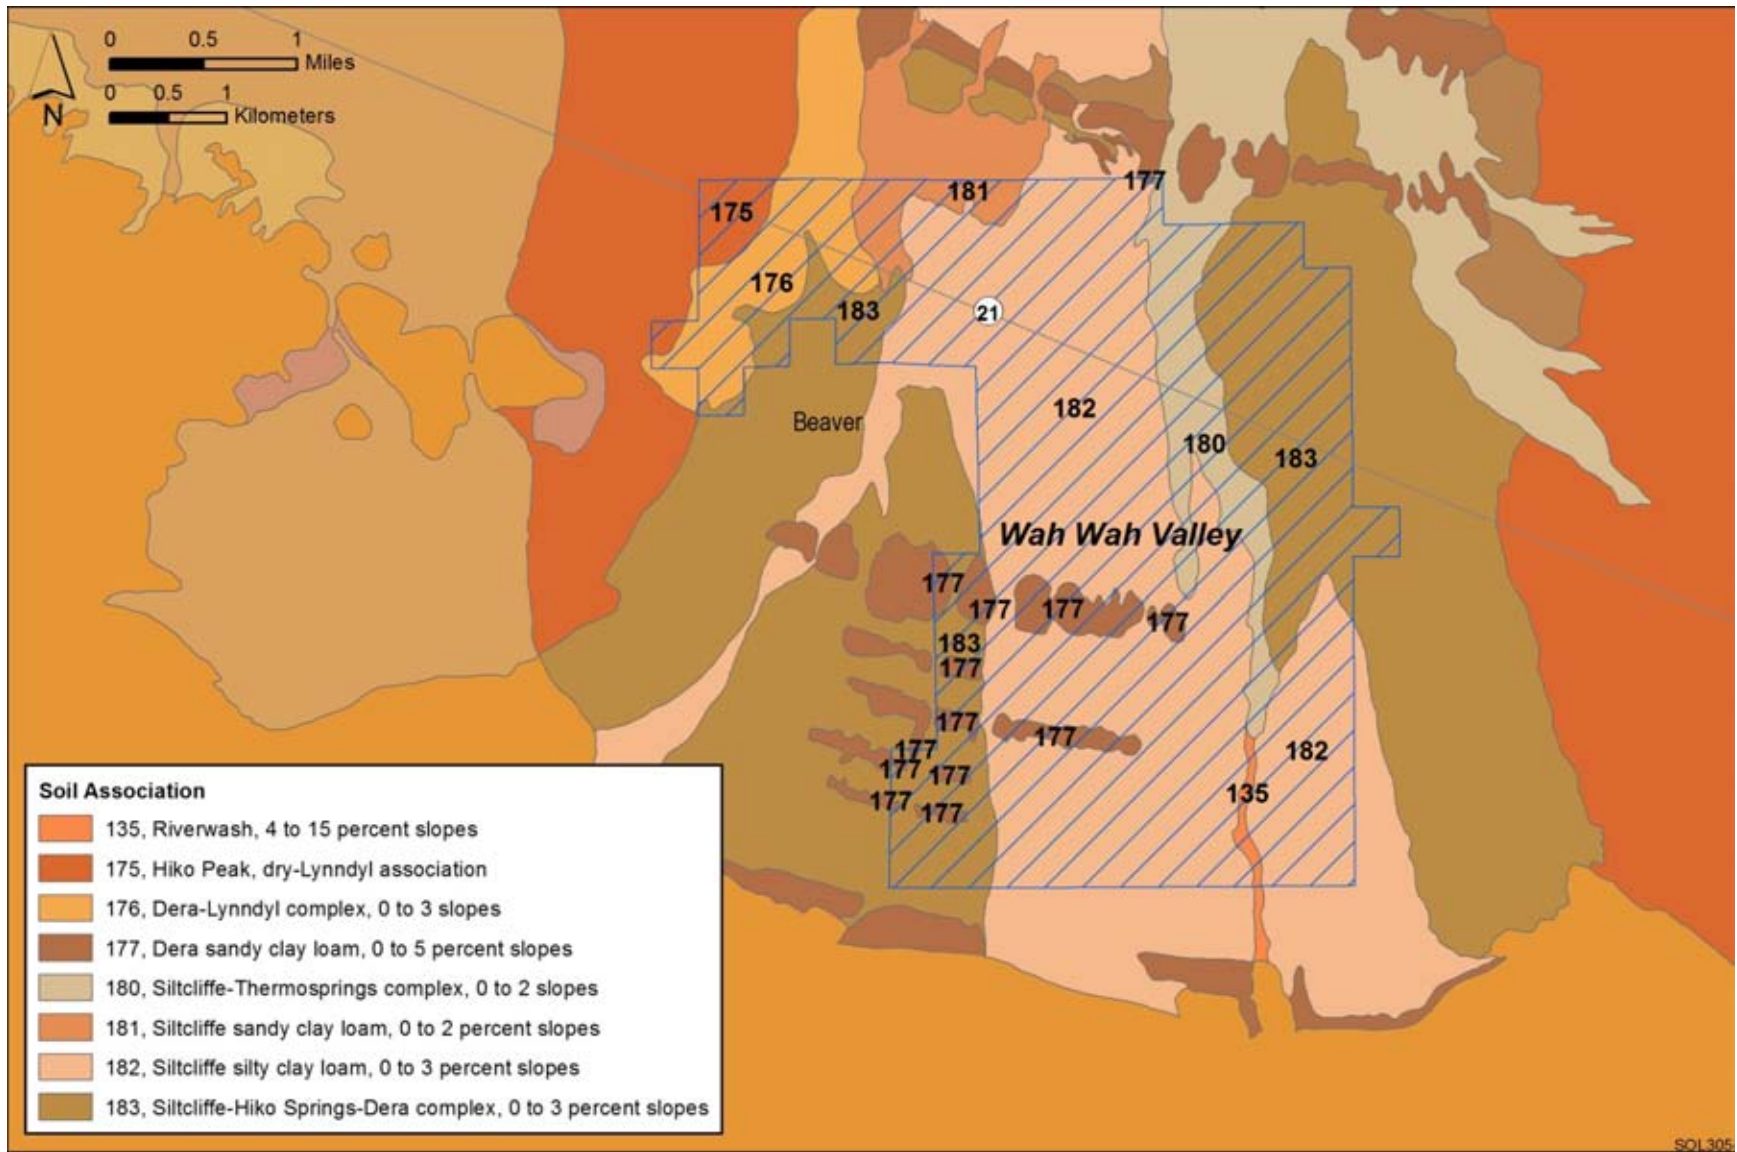 0 0.5 1
Miles
0 0.5 1
Kilometers
N
177
181
175
176
183
21
182
Beaver
180
183
Wah Wah Valley
177
177
177
177
183
177
177
177
177
182
177
177
135
177
177
Soil Association
135, Riverwash, 4 to 15 percent slopes
175, Hiko Peak, dry-Lynndyl association
176, Dera-Lynndyl complex, 0 to 3 slopes
177, Dera sandy clay loam, 0 to 5 percent slopes
180, Siltcliffe-Thermosprings complex, 0 to 2 slopes
181, Siltcliffe sandy clay loam, 0 to 2 percent slopes
182, Siltcliffe silty clay loam, 0 to 3 percent slopes
183, Siltcliffe-Hiko Springs-Dera complex, 0 to 3 percent slopes
SOL305